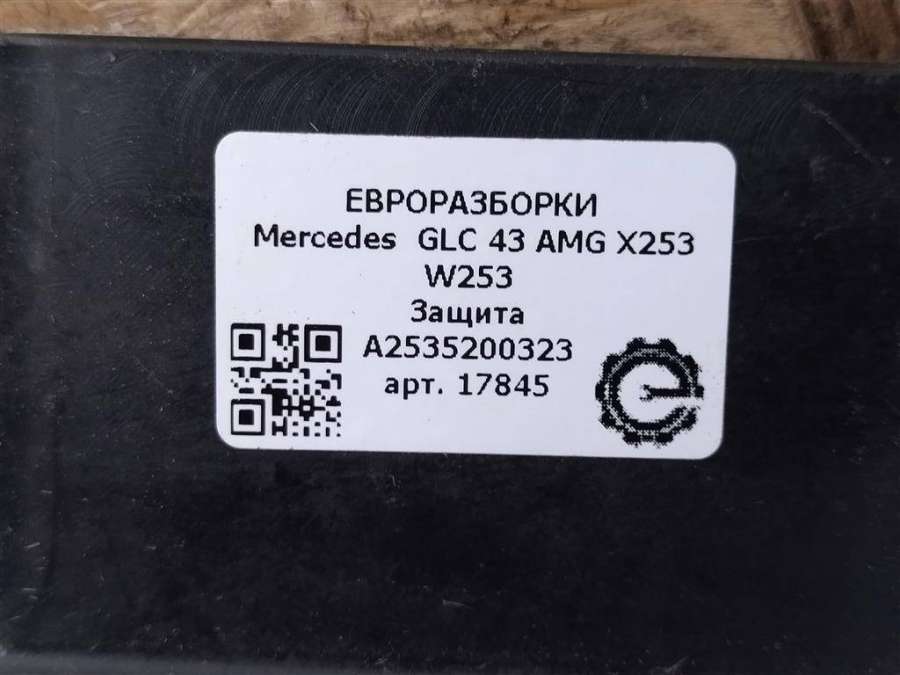 ЕВРОРАЗБОРКИ
Mercedes GLC 43 AMG X253
W253
Защита
A2535200323
арт. 17845